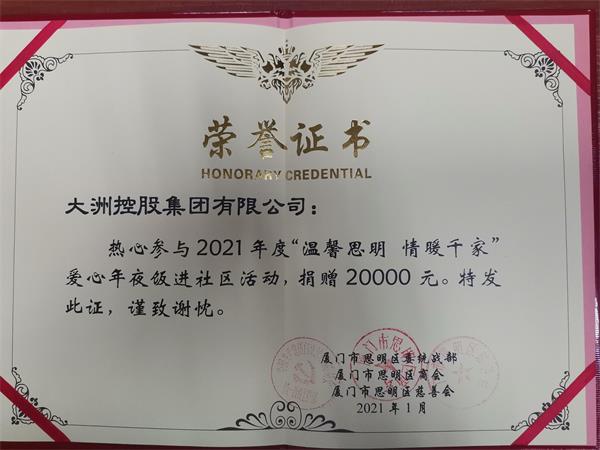 荣誉证书
HONORARY CREDENTIAL
大洲控股集团有限公司：
热心参与2021年度“温馨思明 情暖千家”
爱心年夜饭进社区活动，捐赠20000元。特发
此证，谨致谢忱。
厦门市思明区委统战部
厦门市思明区商会
厦门市思明区慈善会
2021年1月